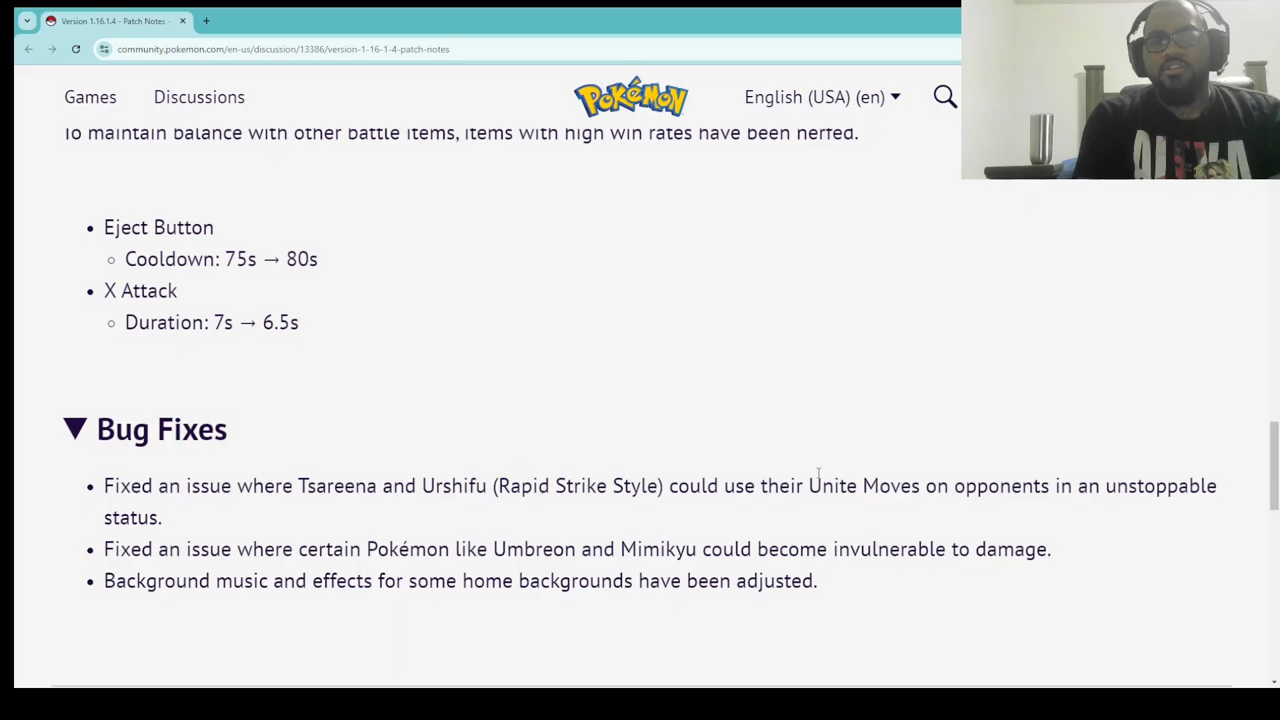 Version 1.16.1.4 - Patch Notes -
community.pokemon.com/en-us/discussion/13386/version-1-16-1-4-patch-notes
Games Discussions POKéMON English (USA) (en)
To maintain balance with other battle items, items with high win rates have been nerfed.
• Eject Button
◦ Cooldown: 75s → 80s
• X Attack
◦ Duration: 7s → 6.5s
▼ Bug Fixes
• Fixed an issue where Tsareena and Urshifu (Rapid Strike Style) could use their Unite Moves on opponents in an unstoppable
status.
• Fixed an issue where certain Pokémon like Umbreon and Mimikyu could become invulnerable to damage.
• Background music and effects for some home backgrounds have been adjusted.